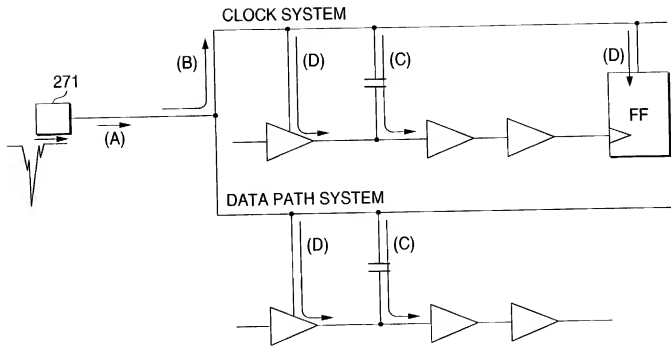 CLOCK SYSTEM
(B)
(D)
(C)
(D)
271
(A)
FF
DATA PATH SYSTEM
(D)
(C)